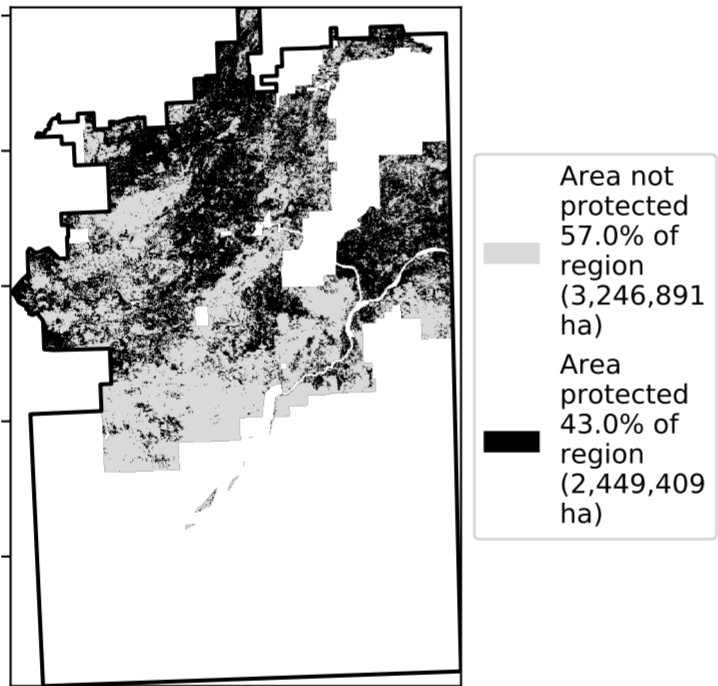 Area not
protected
57.0% of
region
(3,246,891
ha)
Area
protected
43.0% of
region
(2,449,409
ha)